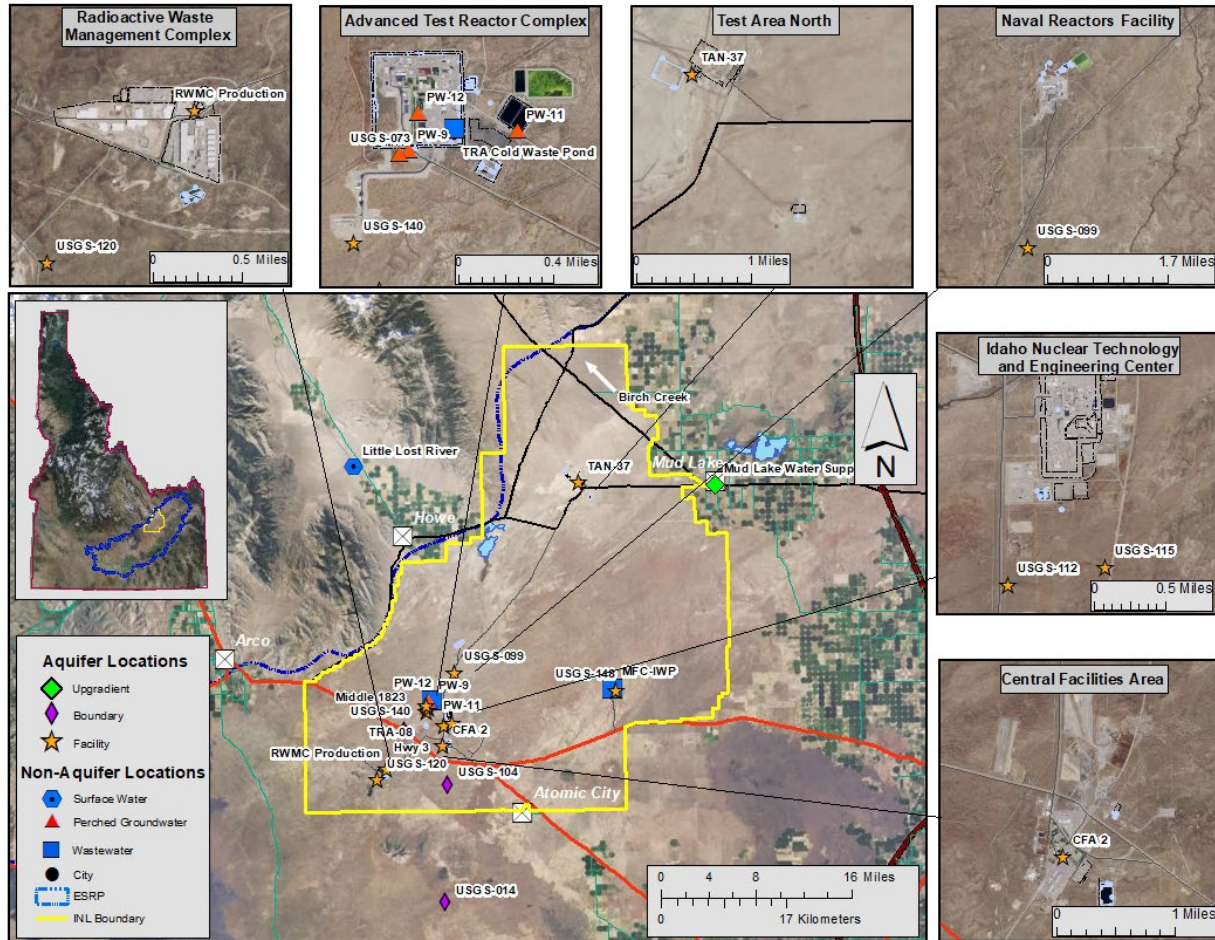 Radioactive Waste
Management Complex
RWMC Production
USGS-120
0 0.5 Miles
Advanced Test Reactor Complex
PW-12
PW-11
USGS-073
PW-9
TRA Cold Waste Pond
USGS-140
0 0.4 Miles
Test Area North
TAN-37
0 1 Miles
Naval Reactors Facility
USGS-099
0 1.7 Miles
Birch Creek
Little Lost River
TAN-37
Mud Lake
Mud Lake Water Supp
N
Howe
Arco
USGS-099
USGS-148
MFC-IWP
PW-12
PW-9
Middle 1823
USGS-140
PW-11
TRA-08
CFA 2
RWMC Production
Hwy 3
USGS-120
USGS-104
Atomic City
USGS-014
0 4 8 16 Miles
0 17 Kilometers
Aquifer Locations
Upgradient
Boundary
Facility
Non-Aquifer Locations
Surface Water
Perched Groundwater
Wastewater
City
ESRP
INL Boundary
Idaho Nuclear Technology
and Engineering Center
USGS-115
USGS-112
0 0.5 Miles
Central Facilities Area
CFA 2
0 1 Miles